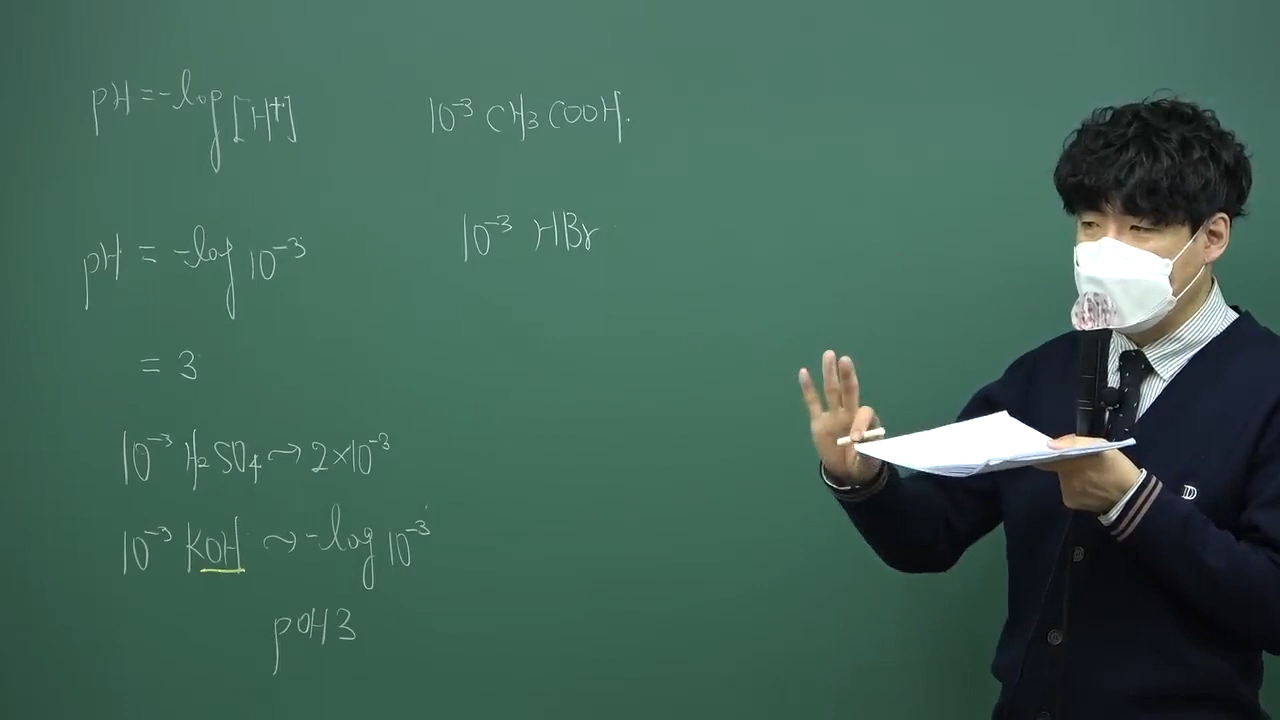 pH = -log [H⁺]
pH = -log 10⁻³
= 3
10⁻³ H₂SO₄ → 2×10⁻³
10⁻³ KOH → -log 10⁻³
pOH 3
10⁻³ CH₃COOH.
10⁻³ HBr